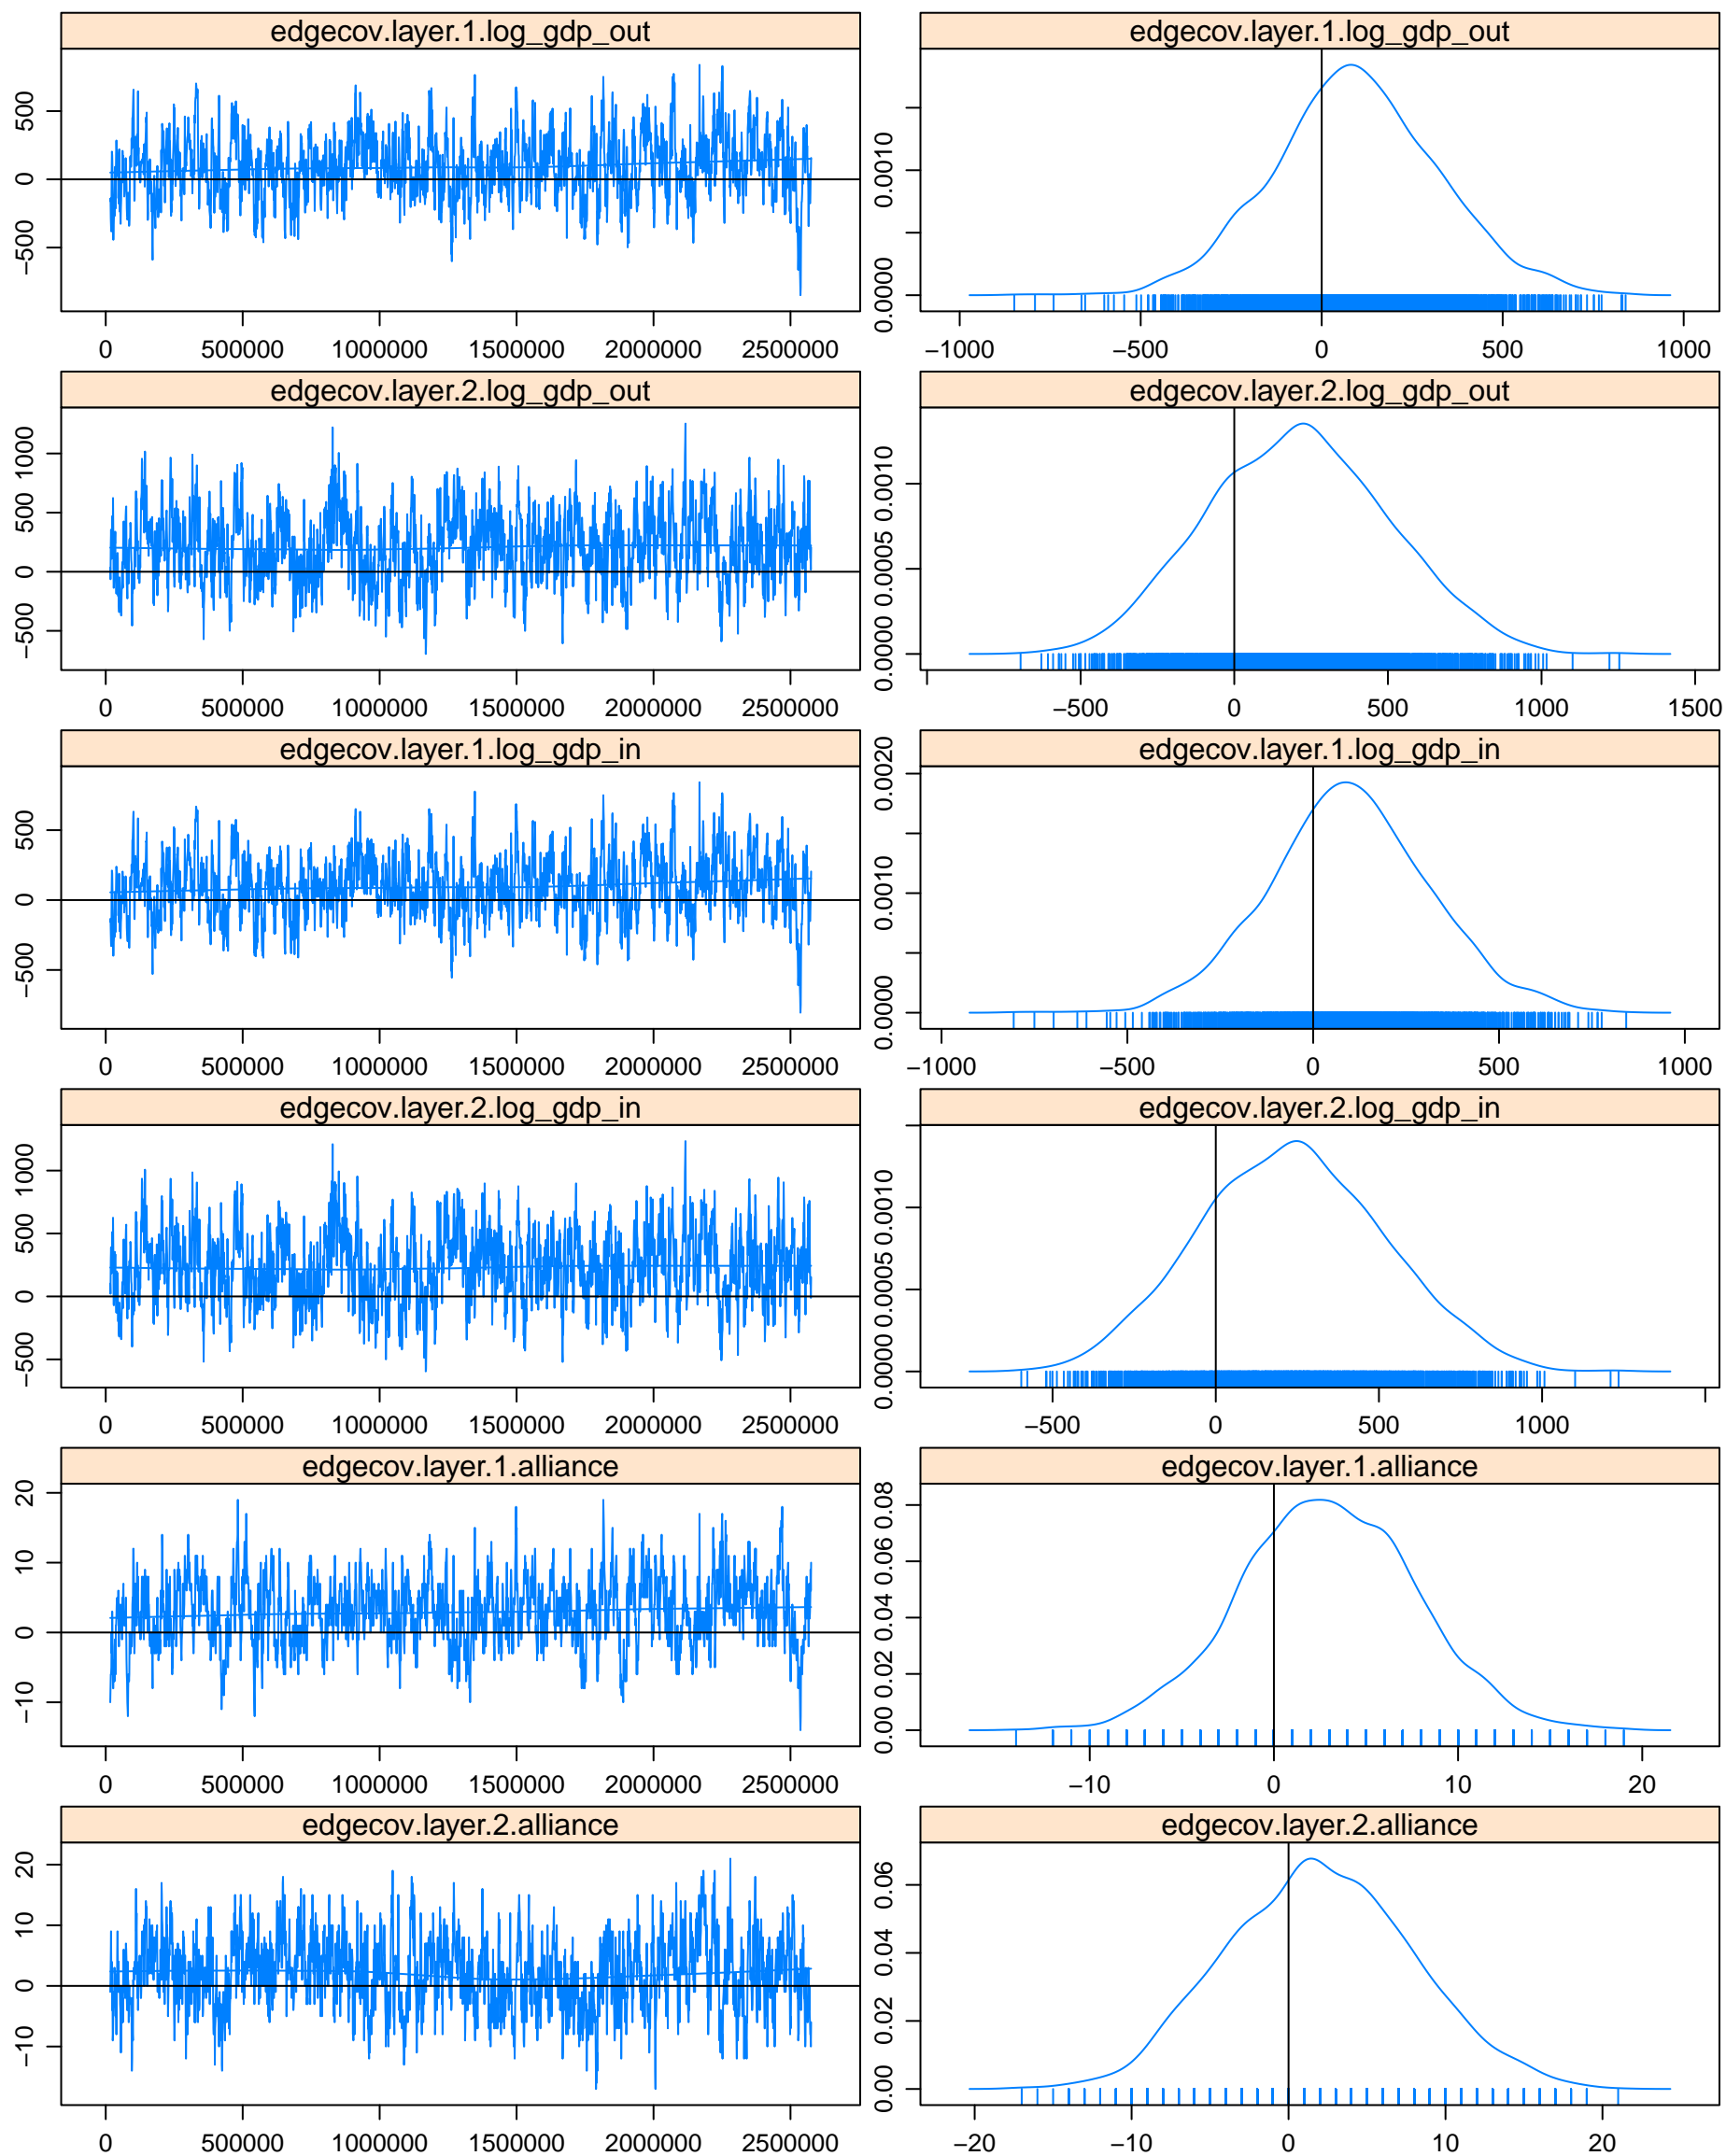 edgecov.layer.1.log_gdp_out
edgecov.layer.1.log_gdp_out
−500 0 500
0.0000 0.0010
0 500000 1000000 1500000 2000000 2500000
−1000 −500 0 500 1000
edgecov.layer.2.log_gdp_out
edgecov.layer.2.log_gdp_out
−500 0 500 1000
0.0000 0.0005 0.0010
0 500000 1000000 1500000 2000000 2500000
−500 0 500 1000 1500
edgecov.layer.1.log_gdp_in
edgecov.layer.1.log_gdp_in
−500 0 500
0.0000 0.0010 0.0020
0 500000 1000000 1500000 2000000 2500000
−1000 −500 0 500 1000
edgecov.layer.2.log_gdp_in
edgecov.layer.2.log_gdp_in
−500 0 500 1000
0.0000 0.0005 0.0010
0 500000 1000000 1500000 2000000 2500000
−500 0 500 1000
edgecov.layer.1.alliance
edgecov.layer.1.alliance
−10 0 10 20
0.00 0.02 0.04 0.06 0.08
0 500000 1000000 1500000 2000000 2500000
−10 0 10 20
edgecov.layer.2.alliance
edgecov.layer.2.alliance
−10 0 10 20
0.00 0.02 0.04 0.06
0 500000 1000000 1500000 2000000 2500000
−20 −10 0 10 20